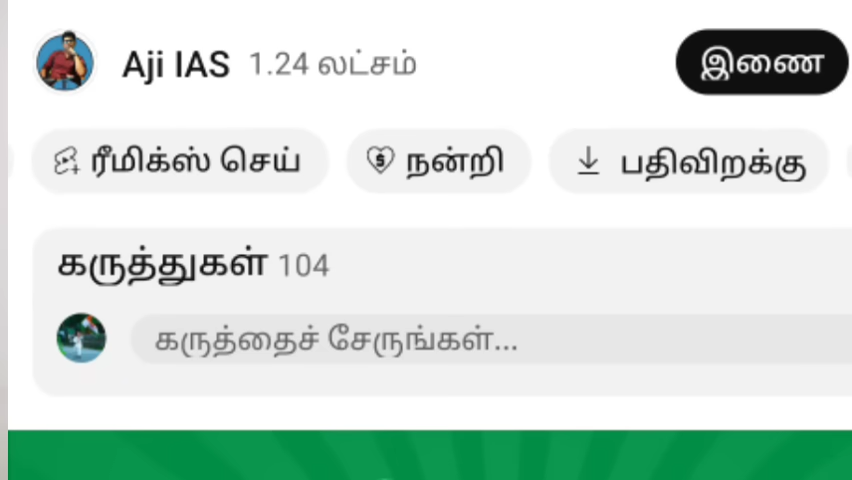 Aji IAS 1.24 லட்சம் இணை
ரீமிக்ஸ் செய் நன்றி பதிவிறக்கு
கருத்துகள் 104
கருத்தைச் சேருங்கள்...